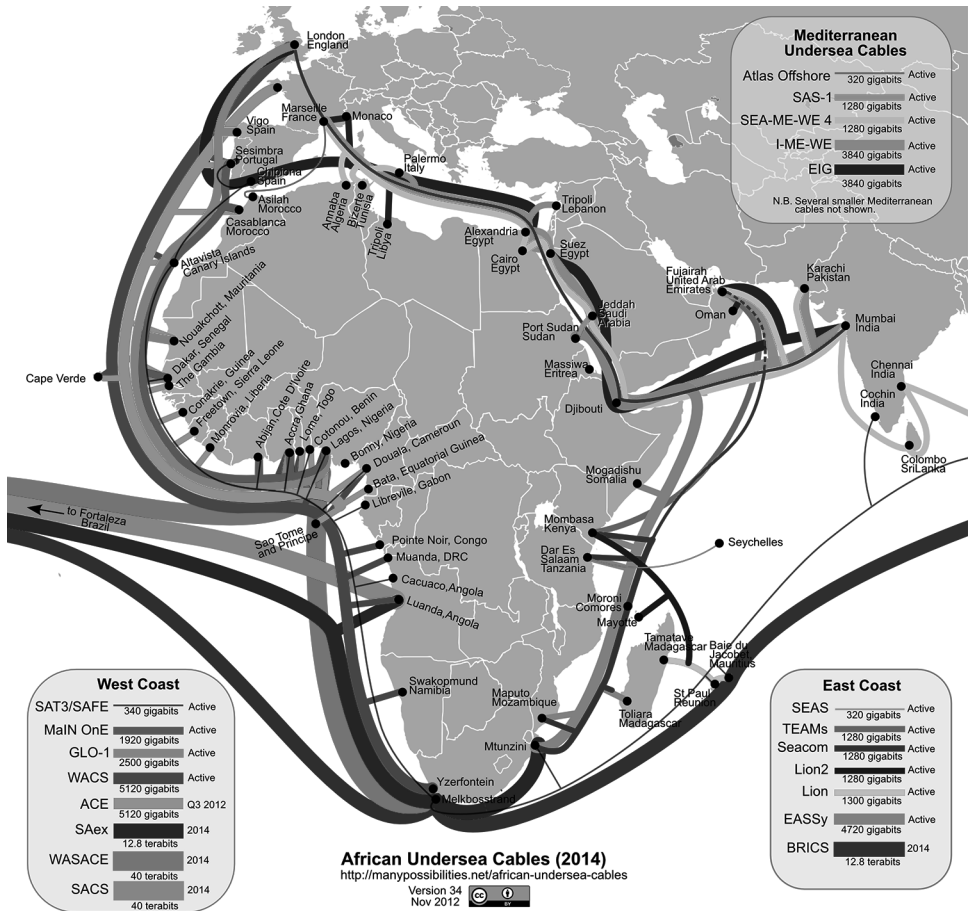 London
England
Marseille
France
Monaco
Vigo
Spain
Sesimbra
Portugal
Chipiona
Spain
Asilah
Morocco
Casablanca
Morocco
Annaba
Algeria
Bizerte
Tunisia
Palermo
Italy
Tripoli
Libya
Tripoli
Lebanon
Alexandria
Egypt
Cairo
Egypt
Suez
Egypt
Altavista
Canary Islands
Nouakchott, Mauritania
Dakar, Senegal
The Gambia
Cape Verde
Conakrie, Guinea
Freetown, Sierra Leone
Monrovia, Liberia
Abijan,Cote D'Ivoire
Accra,Ghana
Lome, Togo
Cotonou, Benin
Lagos, Nigeria
Bonny, Nigeria
Douala, Cameroun
Bata, Equatorial Guinea
Libreville, Gabon
Sao Tome
and Principe
to Fortaleza
Brazil
Pointe Noir, Congo
Muanda, DRC
Cacuaco,Angola
Luanda,Angola
Swakopmund
Namibia
Yzerfontein
Melkbosstrand
Mtunzini
Maputo
Mozambique
Toliara
Madagascar
Tamatave
Madagascar
Baie du
Jacobet
Mauritius
St Paul
Reunion
Moroni
Comores
Mayotte
Dar Es
Salaam
Tanzania
Mombasa
Kenya
Seychelles
Mogadishu
Somalia
Djibouti
Massiwa
Eritrea
Port Sudan
Sudan
Jeddah
Saudi
Arabia
Fujairah
United Arab
Emirates
Oman
Karachi
Pakistan
Mumbai
India
Chennai
India
Cochin
India
Colombo
SriLanka
Mediterranean
Undersea Cables
Atlas Offshore 320 gigabits Active
SAS-1 1280 gigabits Active
SEA-ME-WE 4 1280 gigabits Active
I-ME-WE 3840 gigabits Active
EIG 3840 gigabits Active
N.B. Several smaller Mediterranean
cables not shown.
West Coast
SAT3/SAFE 340 gigabits Active
MaIN OnE 1920 gigabits Active
GLO-1 2500 gigabits Active
WACS 5120 gigabits Active
ACE 5120 gigabits Q3 2012
SAex 12.8 terabits 2014
WASACE 40 terabits 2014
SACS 40 terabits 2014
East Coast
SEAS 320 gigabits Active
TEAMs 1280 gigabits Active
Seacom 1280 gigabits Active
Lion2 1280 gigabits Active
Lion 1300 gigabits Active
EASSy 4720 gigabits Active
BRICS 12.8 terabits 2014
African Undersea Cables (2014)
http://manypossibilities.net/african-undersea-cables
Version 34
Nov 2012
cc
BY